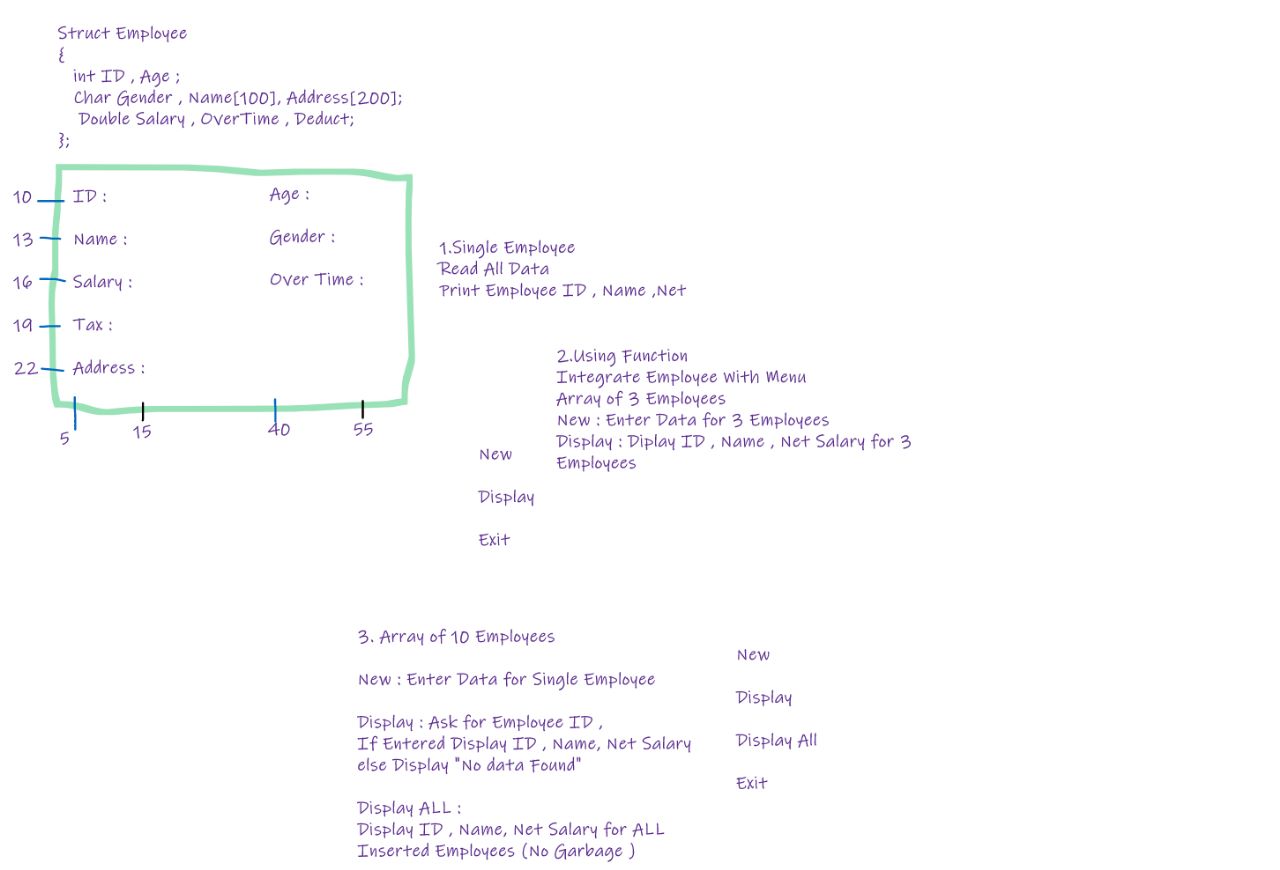 Struct Employee
{
int ID , Age ;
Char Gender , Name[100], Address[200];
Double Salary , OverTime , Deduct;
};
10 ID : Age :
13 Name : Gender :
16 Salary : Over Time :
19 Tax :
22 Address :
5 15 40 55
1.Single Employee
Read All Data
Print Employee ID , Name ,Net
2.Using Function
Integrate Employee With Menu
Array of 3 Employees
New : Enter Data for 3 Employees
Display : Diplay ID , Name , Net Salary for 3
Employees
New
Display
Exit
3. Array of 10 Employees
New : Enter Data for Single Employee
Display : Ask for Employee ID ,
If Entered Display ID , Name, Net Salary
else Display "No data Found"
Display ALL :
Display ID , Name, Net Salary for ALL
Inserted Employees (No Garbage )
New
Display
Display All
Exit